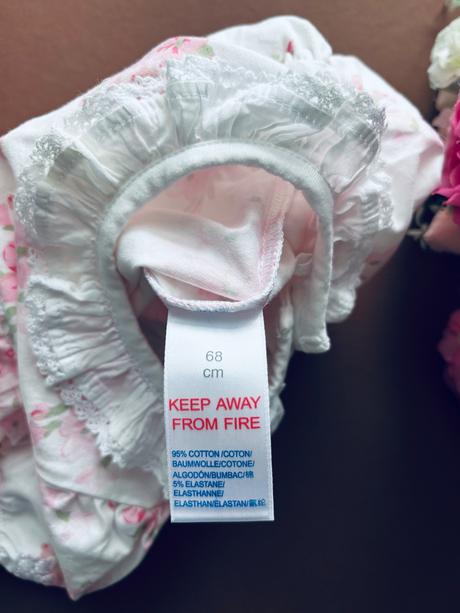 68
cm
KEEP AWAY
FROM FIRE
95% COTTON /COTON/
BAUMWOLLE/COTONE/
ALGODÓN/BUMBAC/棉
5% ELASTANE/
ELASTHANNE/
ELASTHAN/ELASTAN/氨纶